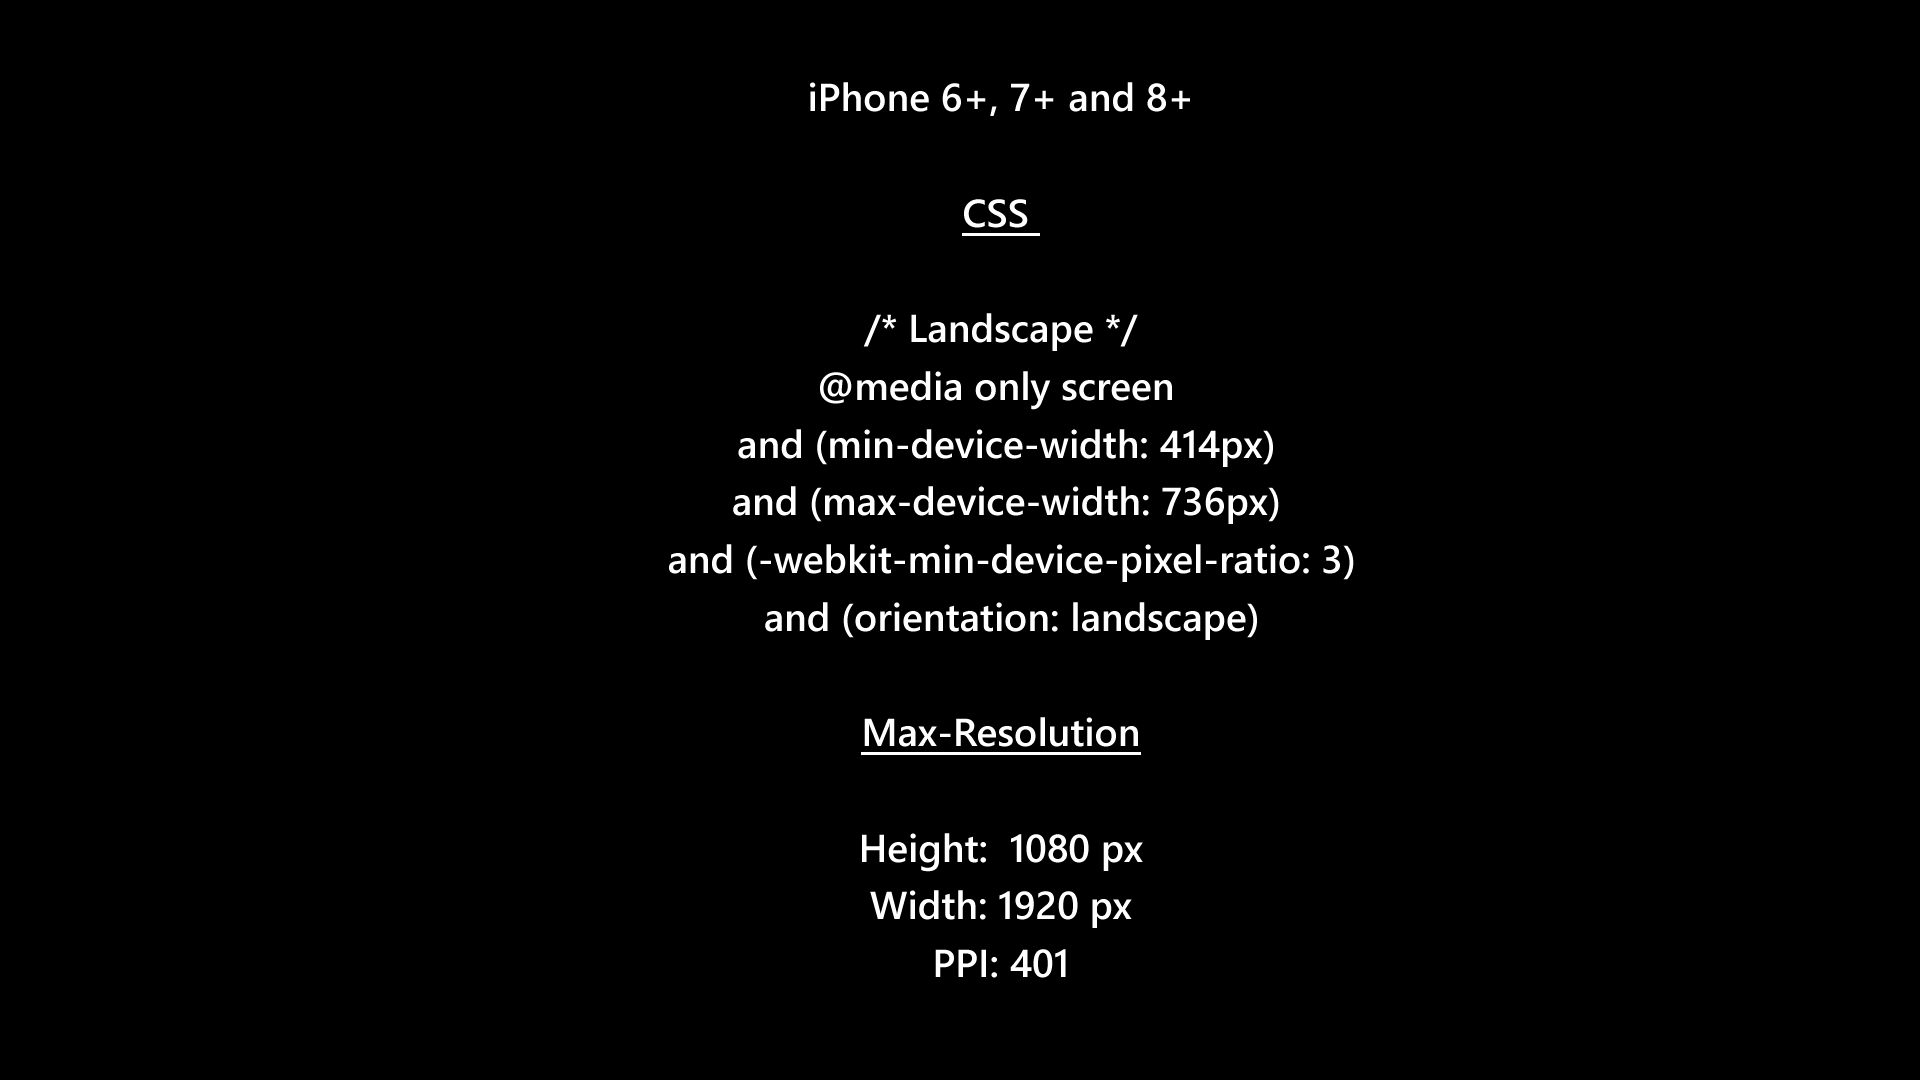 iPhone 6+, 7+ and 8+
CSS
/* Landscape */
@media only screen
and (min-device-width: 414px)
and (max-device-width: 736px)
and (-webkit-min-device-pixel-ratio: 3)
and (orientation: landscape)
Max-Resolution
Height:  1080 px
Width: 1920 px
PPI: 401